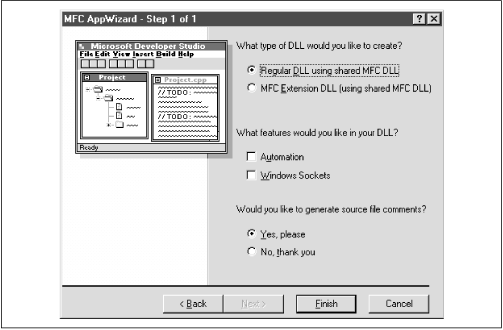 MFC AppWizard - Step 1 of 1
Microsoft Developer Studio
File Edit View Insert Build Help
Project
Project.cpp
//TODO:
//TODO:
Ready
What type of DLL would you like to create?
Regular DLL using shared MFC DLL
MFC Extension DLL (using shared MFC DLL)
What features would you like in your DLL?
Automation
Windows Sockets
Would you like to generate source file comments?
Yes, please
No, thank you
< Back
Next >
Finish
Cancel